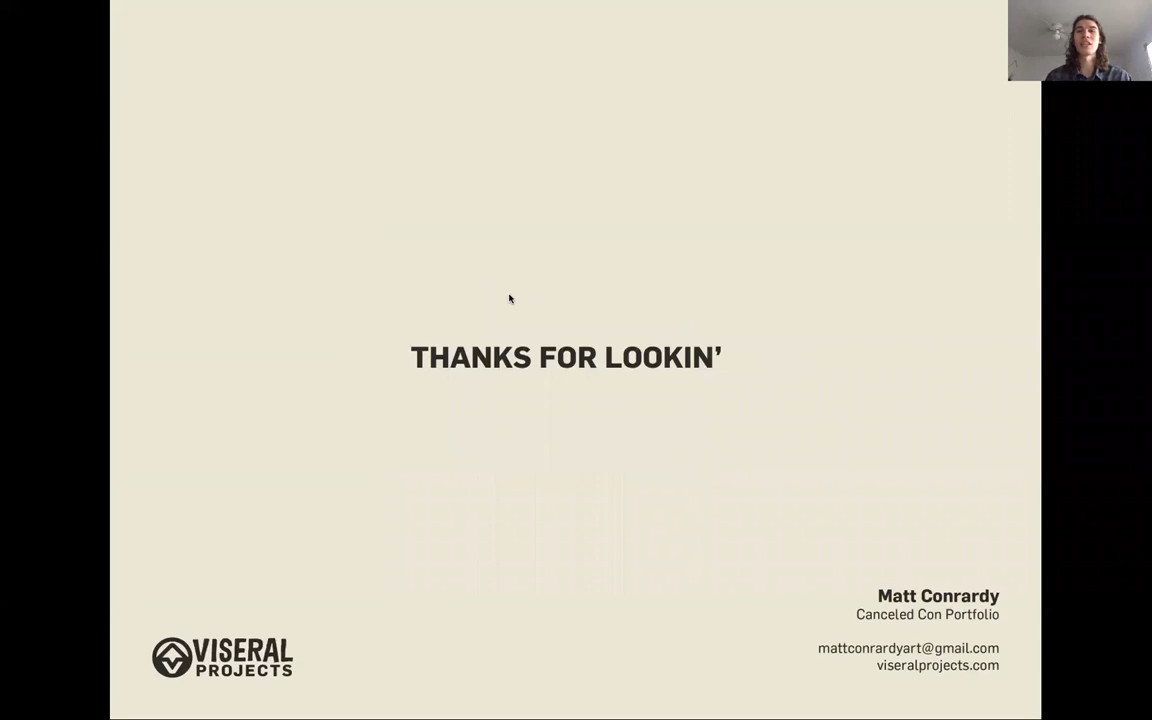 THANKS FOR LOOKIN’
Matt Conrardy
Canceled Con Portfolio
mattconrardyart@gmail.com
viseralprojects.com
VISERAL
PROJECTS